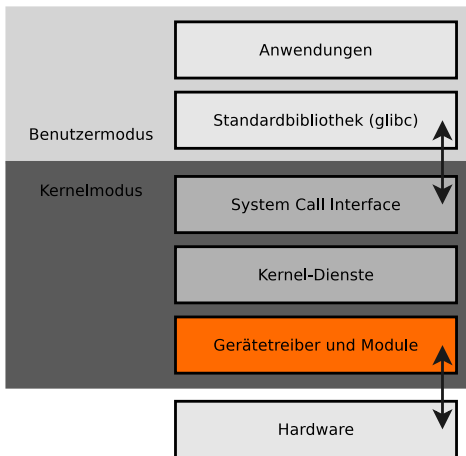 Anwendungen
Standardbibliothek (glibc)
Benutzermodus
Kernelmodus
System Call Interface
Kernel-Dienste
Gerätetreiber und Module
Hardware